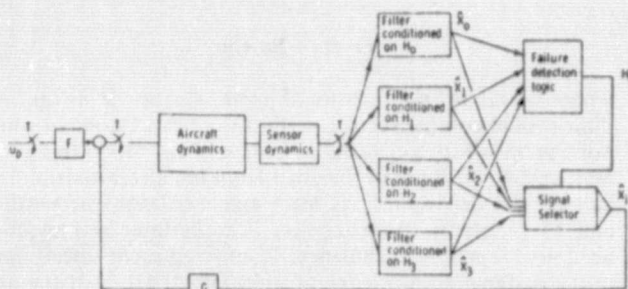 Filter
conditioned
on H₀
X̂₀
Failure
detection
logic
H
Filter
conditioned
on H₁
X̂₁
T
F
T
Aircraft
dynamics
Sensor
dynamics
T
u₀
Filter
conditioned
on H₂
X̂₂
Signal
Selector
X̂
Filter
conditioned
on H₃
X̂₃